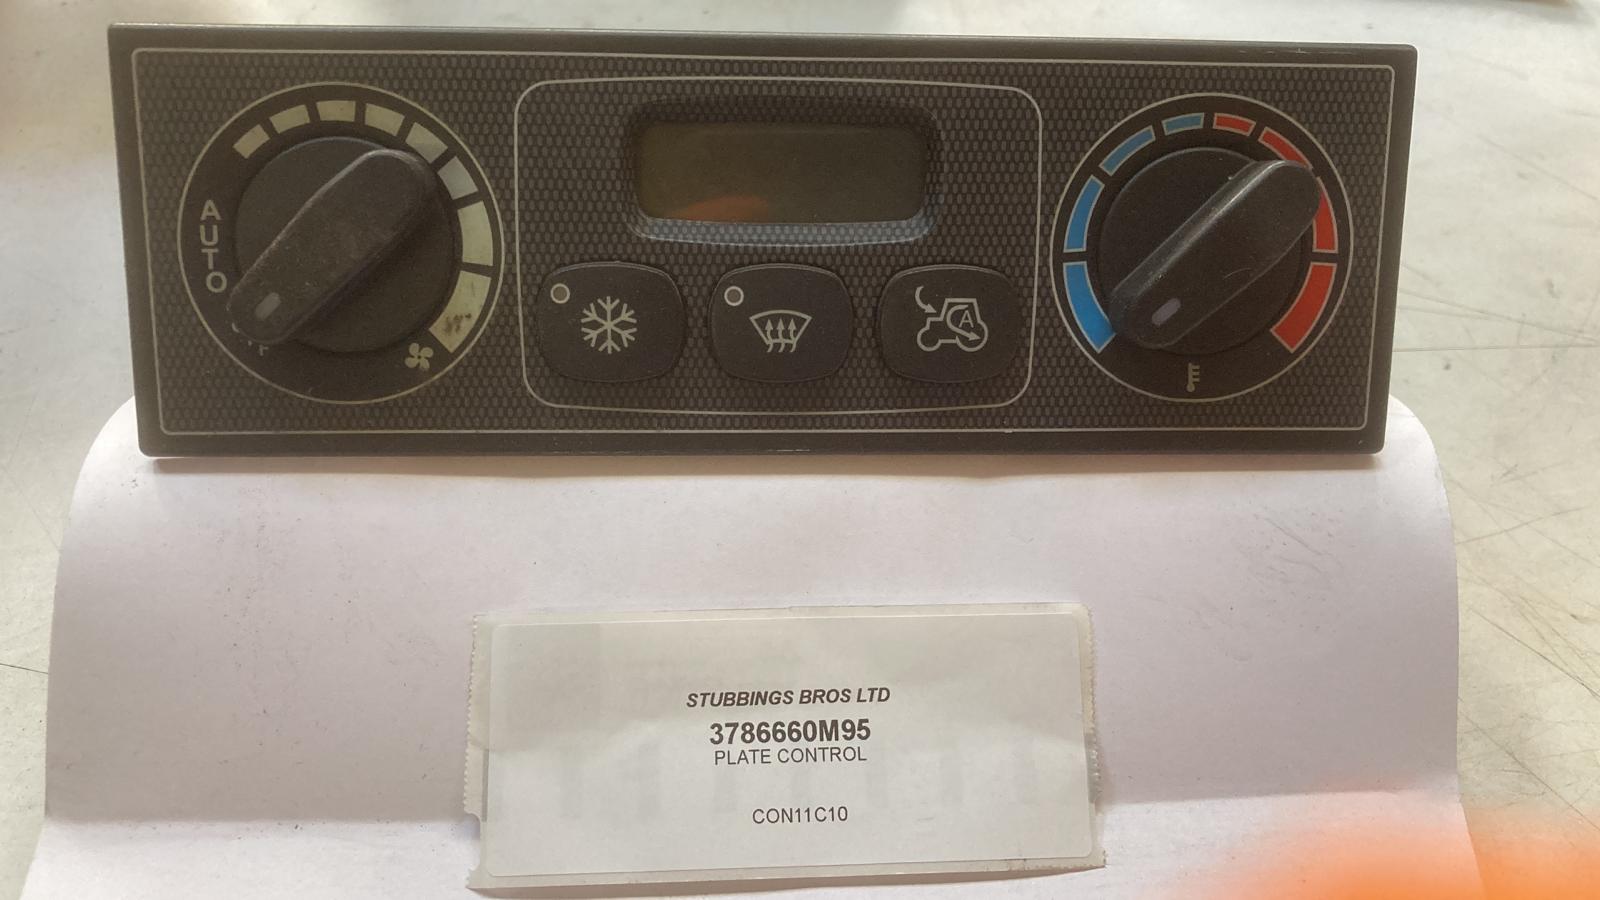 AUTO
A
STUBBINGS BROS LTD
3786660M95
PLATE CONTROL
CON11C10